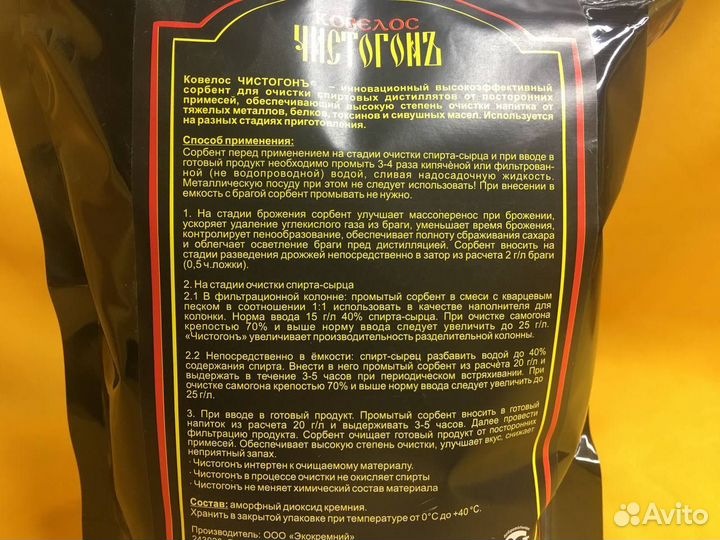 КОВЕЛОС
ЧИСТОГОНЪ
Ковелос ЧИСТОГОНЪ - инновационный высокоэффективный
сорбент для очистки спиртовых дистиллятов от посторонних
примесей, обеспечивающий высокую степень очистки напитка от
тяжелых металлов, белков, токсинов и сивушных масел. Используется
на разных стадиях приготовления.
Способ применения:
Сорбент перед применением на стадии очистки спирта-сырца и при вводе в
готовый продукт необходимо промыть 3-4 раза кипячёной или фильтрован-
ной (не водопроводной) водой, сливая надосадочную жидкость.
Металлическую посуду при этом не следует использовать! При внесении в
емкость с брагой сорбент промывать не нужно.
1. На стадии брожения сорбент улучшает массоперенос при брожении,
ускоряет удаление углекислого газа из браги, уменьшает время брожения,
контролирует пенообразование, обеспечивает полноту сбраживания сахара
и облегчает осветление браги пред дистилляцией. Сорбент вносить на
стадии разведения дрожжей непосредственно в затор из расчета 2 г/л браги
(0,5 ч.ложки).
2. На стадии очистки спирта-сырца
2.1 В фильтрационной колонне: промытый сорбент в смеси с кварцевым
песком в соотношении 1:1 использовать в качестве наполнителя для
колонки. Норма ввода 15 г/л 40% спирта-сырца. При очистке самогона
крепостью 70% и выше норму ввода следует увеличить до 25 г/л.
«Чистогонъ» увеличивает производительность разделительной колонны.
2.2 Непосредственно в ёмкости: спирт-сырец разбавить водой до 40%
содержания спирта. Внести в него промытый сорбент из расчёта 20 г/л и
выдержать в течение 3-5 часов при периодическом встряхивании. При
очистке самогона крепостью 70% и выше норму ввода следует увеличить до
25 г/л.
3. При вводе в готовый продукт. Промытый сорбент вносить в готовый
напиток из расчета 20 г/л и выдерживать 3-5 часов. Далее провести
фильтрацию продукта. Сорбент очищает готовый продукт от посторонних
примесей. Обеспечивает высокую степень очистки, улучшает вкус, снижает
неприятный запах.
· Чистогонъ интертен к очищаемому материалу.
· Чистогонъ в процессе очистки не окисляет спирты
· Чистогонъ не меняет химический состав материала
Состав: аморфный диоксид кремния.
Хранить в закрытой упаковке при температуре от 0°С до +40°С.
Производитель: ООО «Экокремний»
Avito